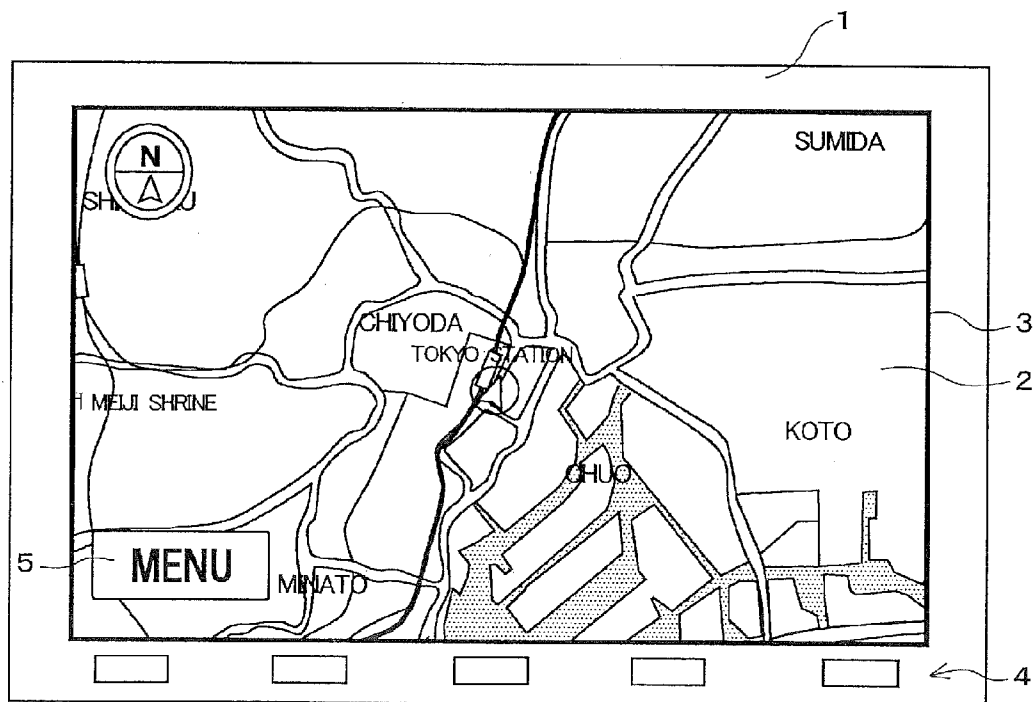 1
SUMIDA
N
CHIYODA
3
TOKYO STATION
2
MEIJI SHRINE
KOTO
CHUO
5
MENU
MINATO
4